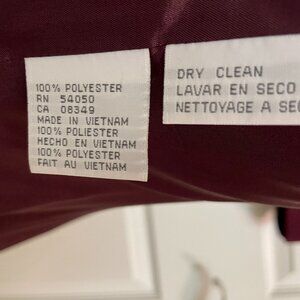 100% POLYESTER
RN 54050
CA 08349
MADE IN VIETNAM
100% POLIESTER
HECHO EN VIETNAM
100% POLYESTER
FAIT AU VIETNAM
DRY CLEAN
LAVAR EN SECO
NETTOYAGE A